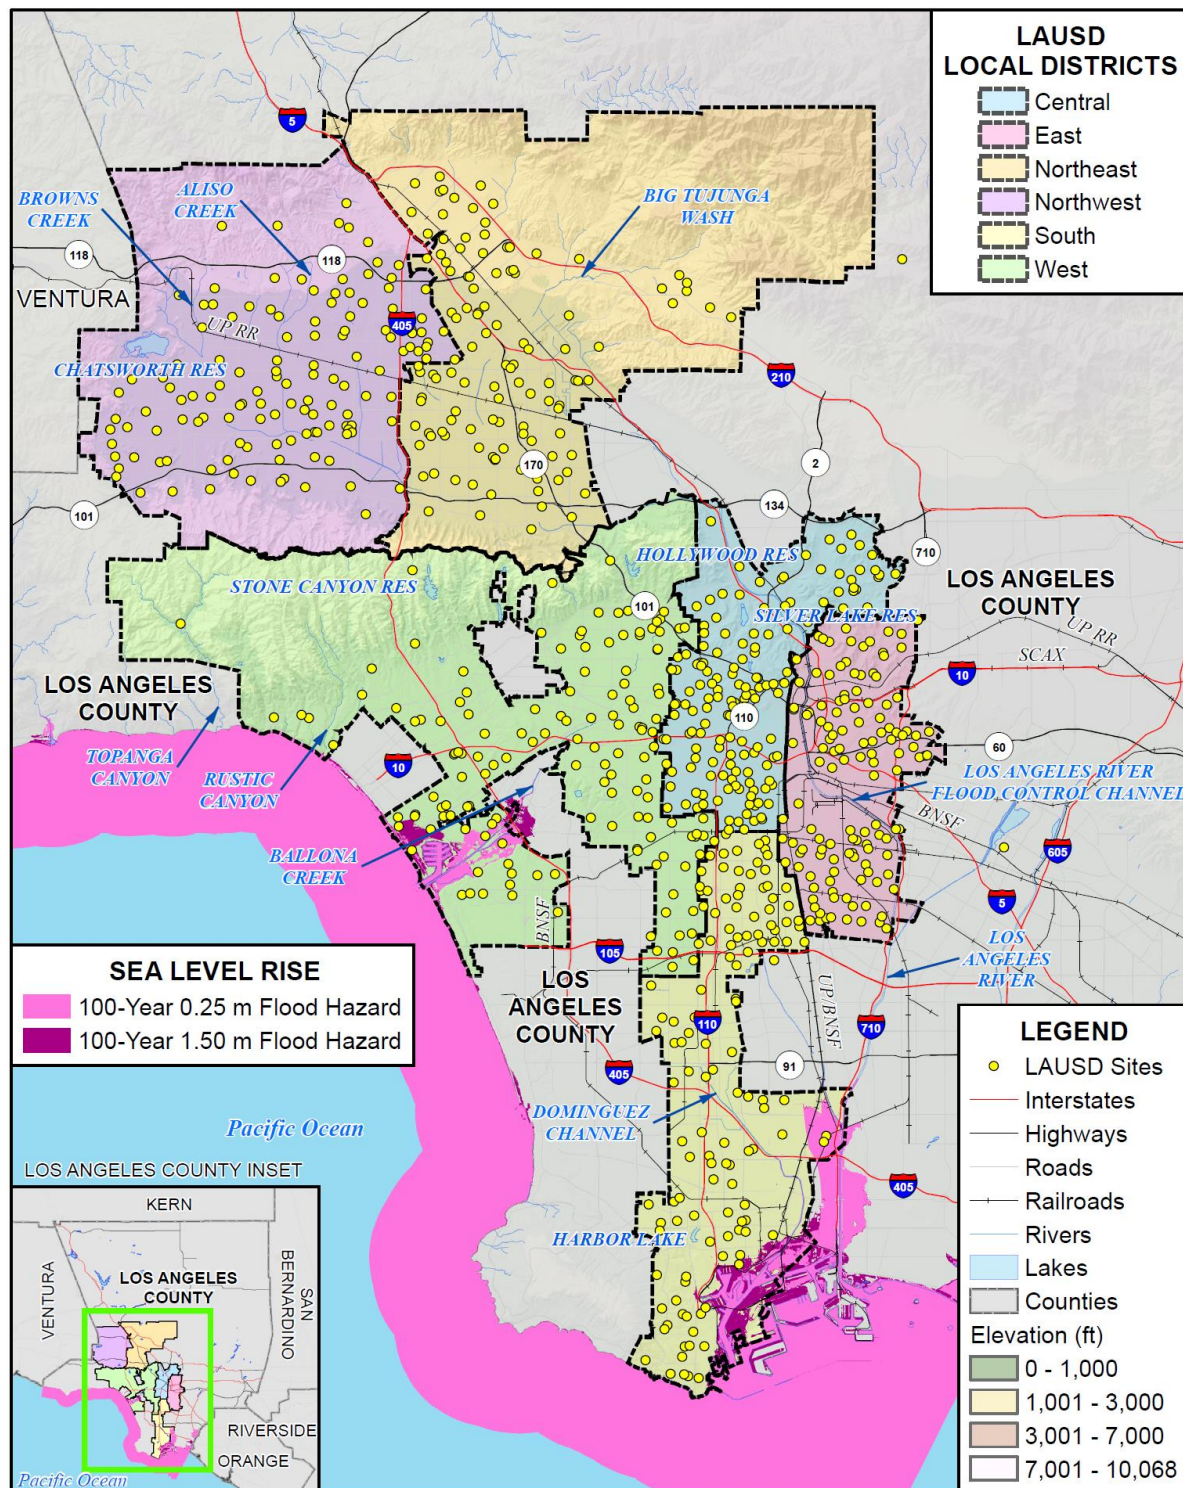 LAUSD
LOCAL DISTRICTS
Central
East
Northeast
Northwest
South
West
5
BROWNS
CREEK
ALISO
CREEK
BIG TUJUNGA
WASH
118
118
VENTURA
UP RR
405
CHATSWORTH RES
210
170
2
101
134
710
HOLLYWOOD RES
STONE CANYON RES
101
SILVER LAKE RES
LOS ANGELES
COUNTY
UP RR
SCAX
10
LOS ANGELES
COUNTY
110
60
TOPANGA
CANYON
RUSTIC
CANYON
10
LOS ANGELES RIVER
FLOOD CONTROL CHANNEL
BNSF
BALLONA
CREEK
605
5
BNSF
105
LOS
ANGELES
RIVER
SEA LEVEL RISE
100-Year 0.25 m Flood Hazard
100-Year 1.50 m Flood Hazard
LOS
ANGELES
COUNTY
UP/BNSF
110
710
405
91
DOMINGUEZ
CHANNEL
Pacific Ocean
405
HARBOR LAKE
LOS ANGELES COUNTY INSET
KERN
VENTURA
LOS ANGELES
COUNTY
SAN
BERNARDINO
RIVERSIDE
ORANGE
Pacific Ocean
LEGEND
LAUSD Sites
Interstates
Highways
Roads
Railroads
Rivers
Lakes
Counties
Elevation (ft)
0 - 1,000
1,001 - 3,000
3,001 - 7,000
7,001 - 10,068